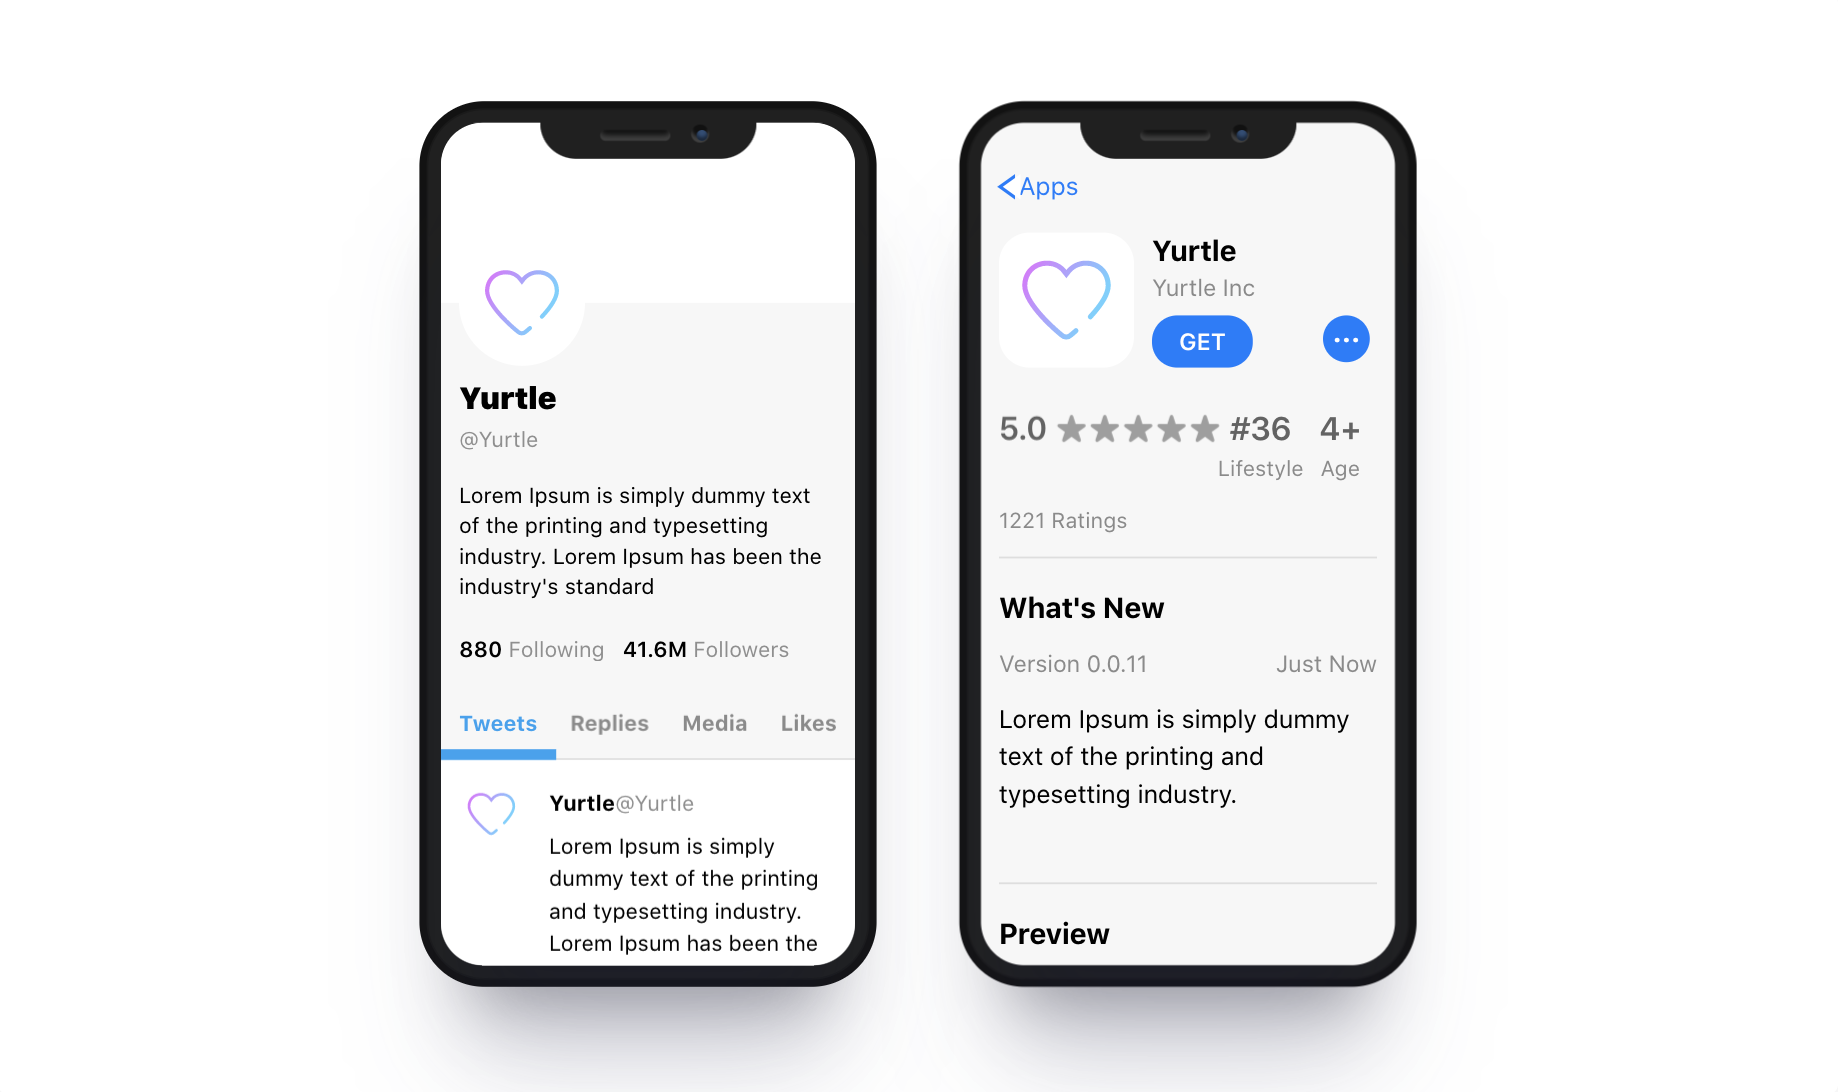 Yurtle
@Yurtle
Lorem Ipsum is simply dummy text
of the printing and typesetting
industry. Lorem Ipsum has been the
industry's standard
880 Following 41.6M Followers
Tweets Replies Media Likes
Yurtle@Yurtle
Lorem Ipsum is simply
dummy text of the printing
and typesetting industry.
Lorem Ipsum has been the
Apps
Yurtle
Yurtle Inc
GET
5.0 #36 4+
Lifestyle Age
1221 Ratings
What's New
Version 0.0.11 Just Now
Lorem Ipsum is simply dummy
text of the printing and
typesetting industry.
Preview